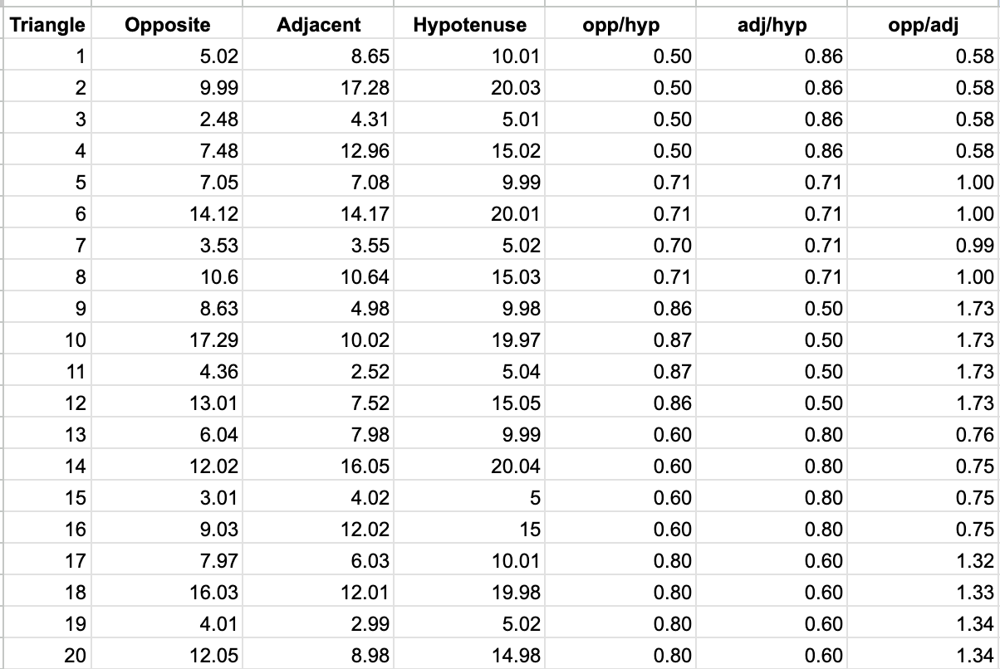 Triangle Opposite Adjacent Hypotenuse opp/hyp adj/hyp opp/adj
1 5.02 8.65 10.01 0.50 0.86 0.58
2 9.99 17.28 20.03 0.50 0.86 0.58
3 2.48 4.31 5.01 0.50 0.86 0.58
4 7.48 12.96 15.02 0.50 0.86 0.58
5 7.05 7.08 9.99 0.71 0.71 1.00
6 14.12 14.17 20.01 0.71 0.71 1.00
7 3.53 3.55 5.02 0.70 0.71 0.99
8 10.6 10.64 15.03 0.71 0.71 1.00
9 8.63 4.98 9.98 0.86 0.50 1.73
10 17.29 10.02 19.97 0.87 0.50 1.73
11 4.36 2.52 5.04 0.87 0.50 1.73
12 13.01 7.52 15.05 0.86 0.50 1.73
13 6.04 7.98 9.99 0.60 0.80 0.76
14 12.02 16.05 20.04 0.60 0.80 0.75
15 3.01 4.02 5 0.60 0.80 0.75
16 9.03 12.02 15 0.60 0.80 0.75
17 7.97 6.03 10.01 0.80 0.60 1.32
18 16.03 12.01 19.98 0.80 0.60 1.33
19 4.01 2.99 5.02 0.80 0.60 1.34
20 12.05 8.98 14.98 0.80 0.60 1.34